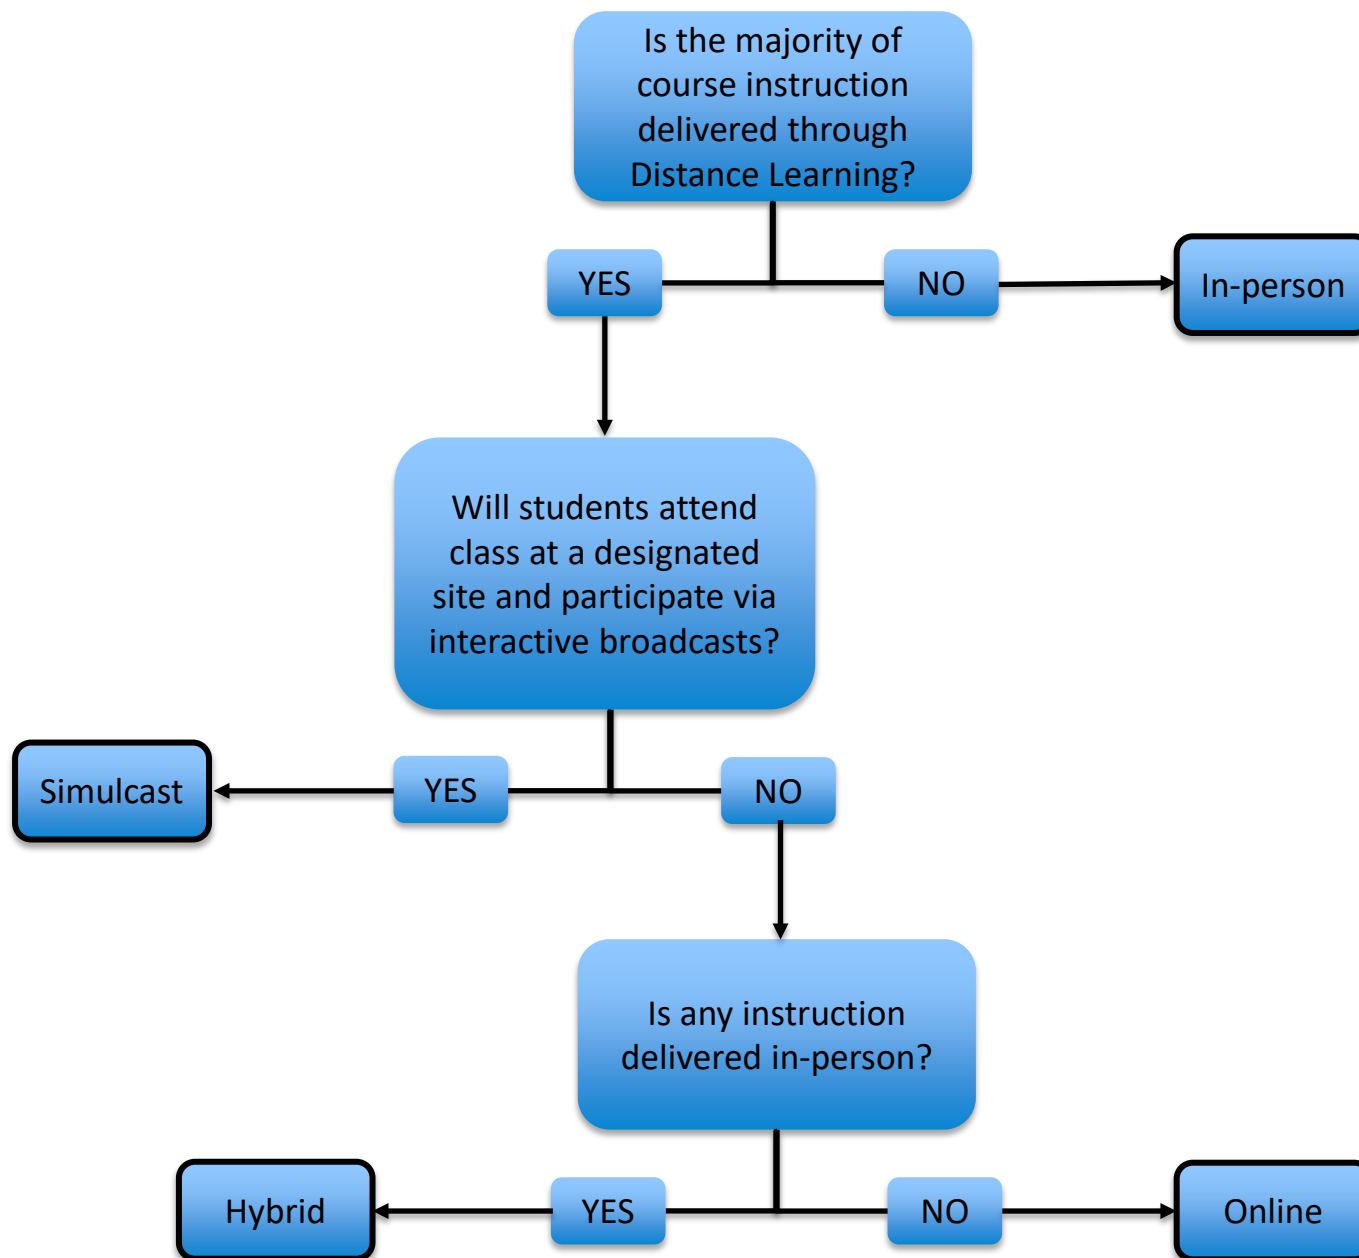 Is the majority of
course instruction
delivered through
Distance Learning?
YES
NO
In-person
Will students attend
class at a designated
site and participate via
interactive broadcasts?
Simulcast
YES
NO
Is any instruction
delivered in-person?
Hybrid
YES
NO
Online